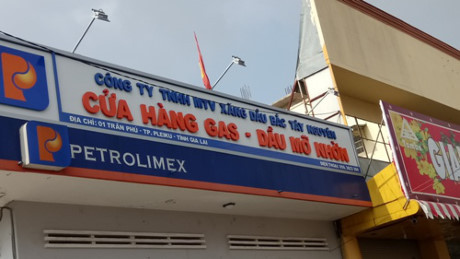 CÔNG TY TNHH MTV XĂNG DẦU BẮC TÂY NGUYÊN
CỬA HÀNG GAS - DẦU MỠ NHỜN
ĐỊA CHỈ: 01 TRẦN PHÚ - TP. PLEIKU - TỈNH GIA LAI
PETROLIMEX